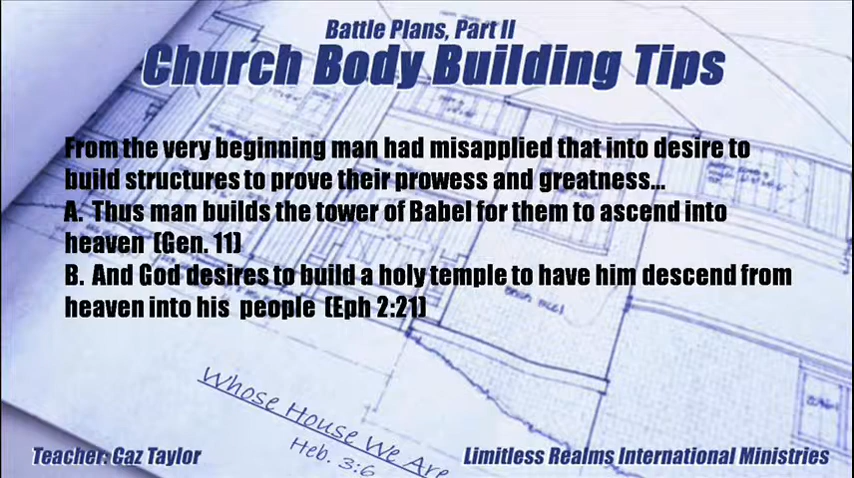 Battle Plans, Part II
Church Body Building Tips
From the very beginning man had misapplied that into desire to
build structures to prove their prowess and greatness...
A. Thus man builds the tower of Babel for them to ascend into
heaven (Gen. 11)
B. And God desires to build a holy temple to have him descend from
heaven into his people (Eph 2:21)
Whose House We Are
Heb. 3:6
Teacher: Caz Taylor
Limitless Realms International Ministries